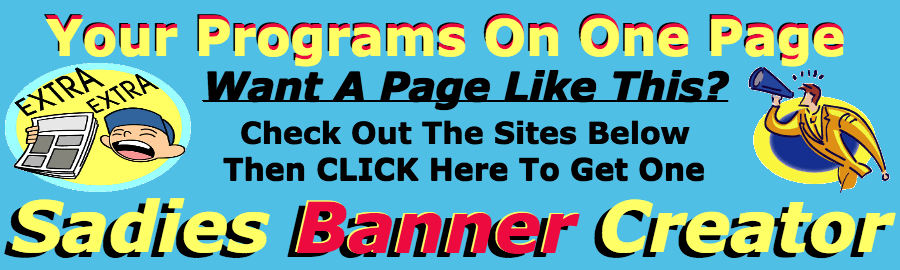 Your Programs On One Page
EXTRA
EXTRA
Want A Page Like This?
Check Out The Sites Below
Then CLICK Here To Get One
Sadies Banner Creator